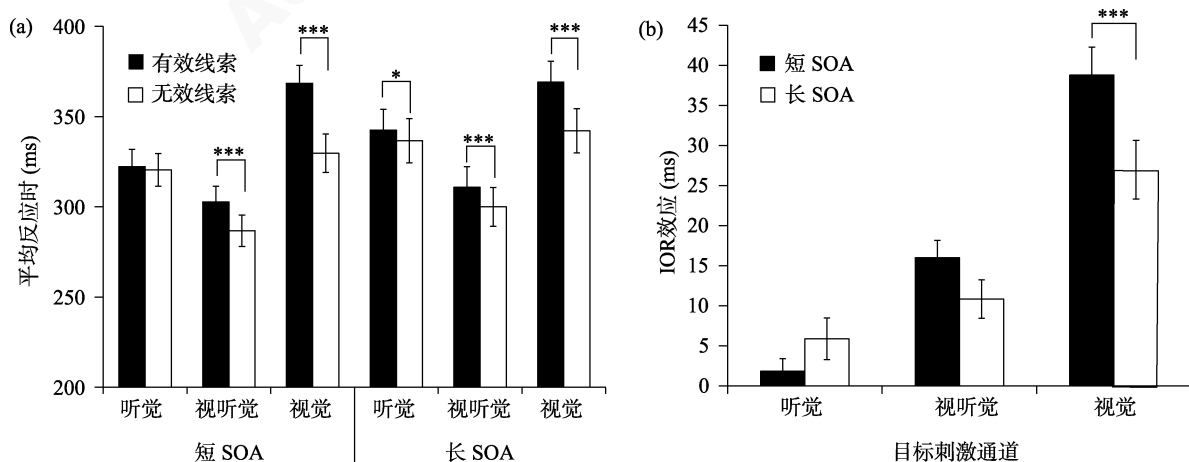 (a)
400
350
300
250
200
平均反应时 (ms)
有效线索
无效线索
***
***
*
***
***
听觉
视听觉
视觉
听觉
视听觉
视觉
短 SOA
长 SOA
(b)
45
40
35
30
25
20
15
10
5
0
IOR效应 (ms)
短 SOA
长 SOA
***
听觉
视听觉
视觉
目标刺激通道